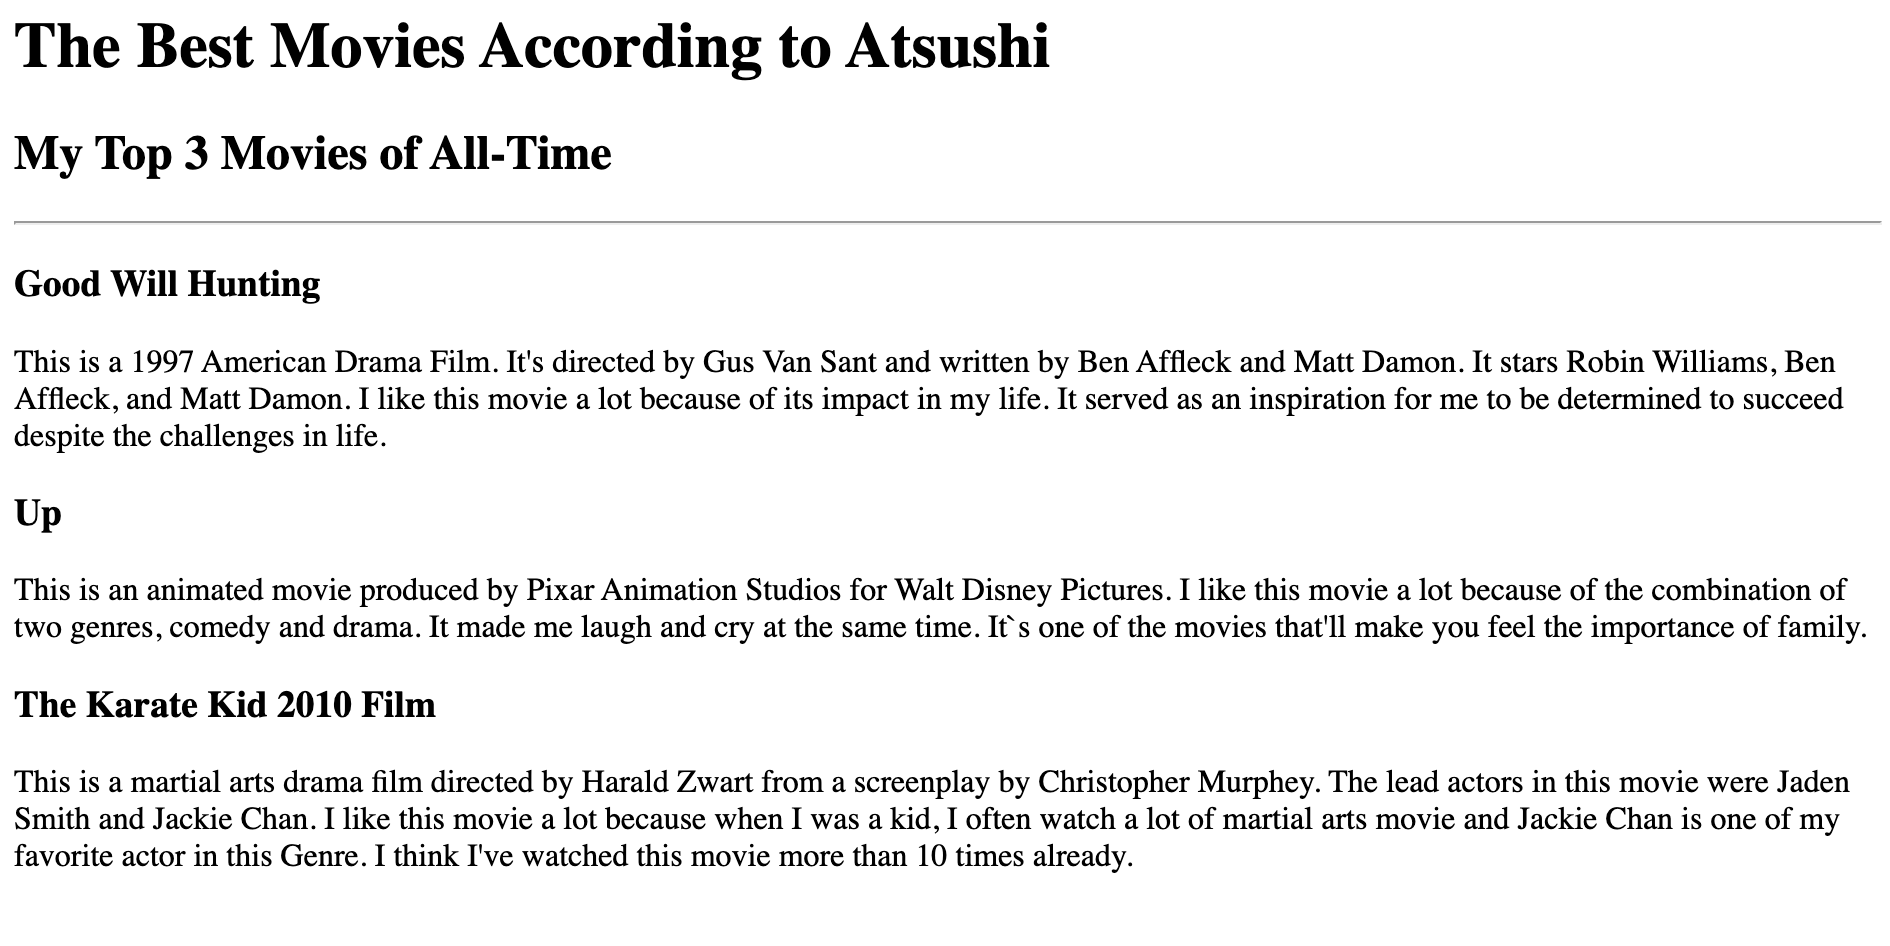 The Best Movies According to Atsushi
My Top 3 Movies of All-Time
Good Will Hunting
This is a 1997 American Drama Film. It's directed by Gus Van Sant and written by Ben Affleck and Matt Damon. It stars Robin Williams, Ben
Affleck, and Matt Damon. I like this movie a lot because of its impact in my life. It served as an inspiration for me to be determined to succeed
despite the challenges in life.
Up
This is an animated movie produced by Pixar Animation Studios for Walt Disney Pictures. I like this movie a lot because of the combination of
two genres, comedy and drama. It made me laugh and cry at the same time. It`s one of the movies that'll make you feel the importance of family.
The Karate Kid 2010 Film
This is a martial arts drama film directed by Harald Zwart from a screenplay by Christopher Murphey. The lead actors in this movie were Jaden
Smith and Jackie Chan. I like this movie a lot because when I was a kid, I often watch a lot of martial arts movie and Jackie Chan is one of my
favorite actor in this Genre. I think I've watched this movie more than 10 times already.